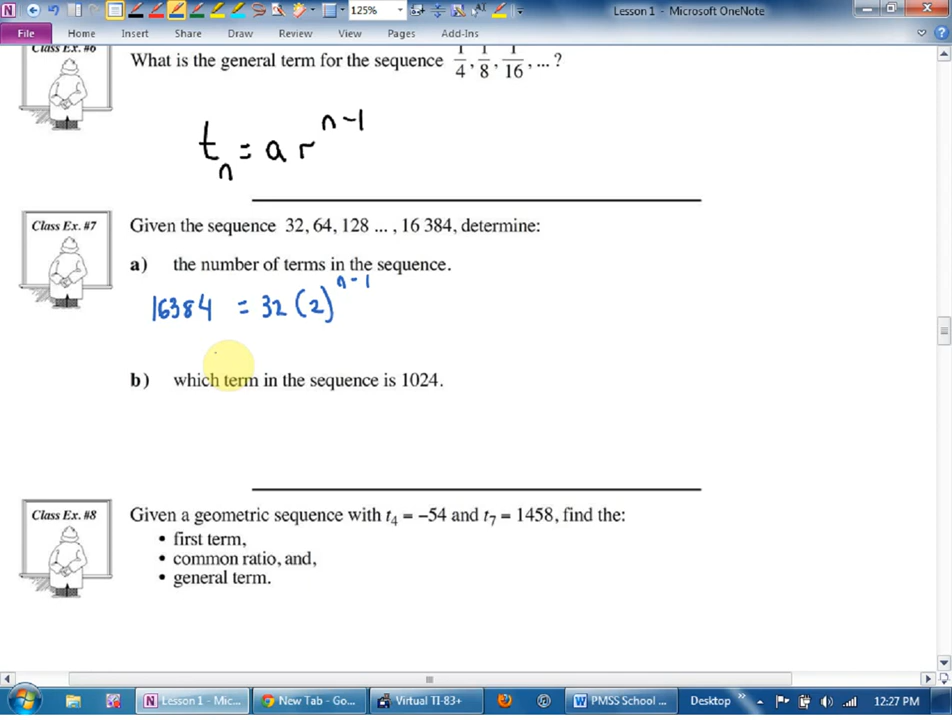 Lesson 1 - Microsoft OneNote
125%
File Home Insert Share Draw Review View Pages Add-Ins
Class Ex. #6
What is the general term for the sequence 1/4, 1/8, 1/16, ... ?
t_n = a r^(n-1)
Class Ex. #7
Given the sequence 32, 64, 128 ... , 16 384, determine:
a) the number of terms in the sequence.
16384 = 32 (2)^(n-1)
b) which term in the sequence is 1024.
Class Ex. #8
Given a geometric sequence with t_4 = −54 and t_7 = 1458, find the:
• first term,
• common ratio, and,
• general term.
Lesson 1 - Mic... New Tab - Go... Virtual TI-83+ PMSS School ... Desktop » 12:27 PM